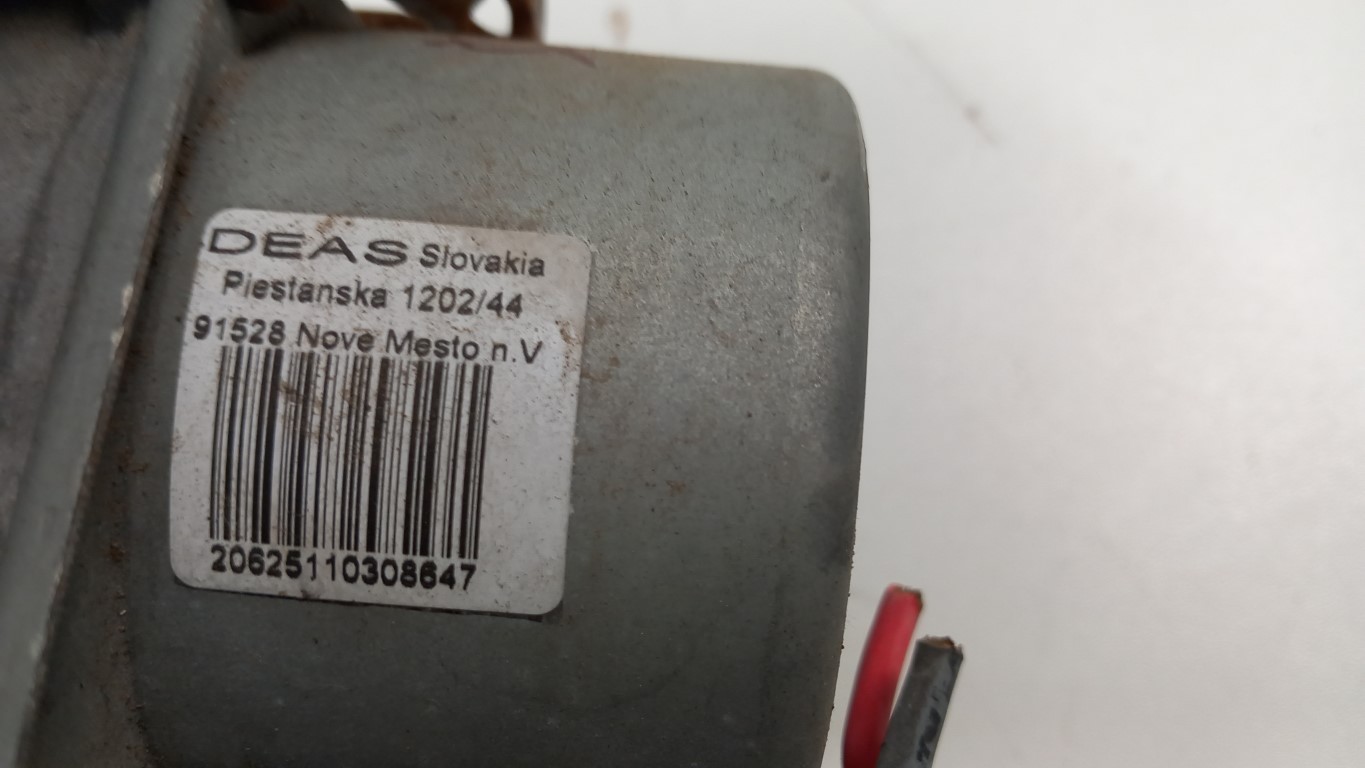 DEAS Slovakia
Piestanska 1202/44
91528 Nove Mesto n.V
20625110308647